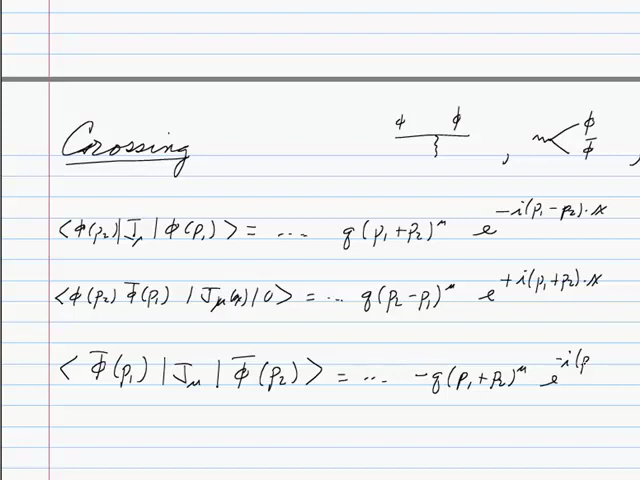 Crossing   ϕ   ϕ   ,   ϕ   ϕ̄   ,
⟨ϕ(p₂)|J_μ|ϕ(p₁)⟩ = ... q(p₁+p₂)^μ e^{-i(p₁-p₂)·x}
⟨ϕ(p₂) ϕ̄(p₁) |J_μ(x)|0⟩ = ... q(p₂-p₁)^μ e^{+i(p₁+p₂)·x}
⟨ϕ̄(p₁)|J_μ|ϕ̄(p₂)⟩ = ... -q(p₁+p₂)^μ e^{-i(p